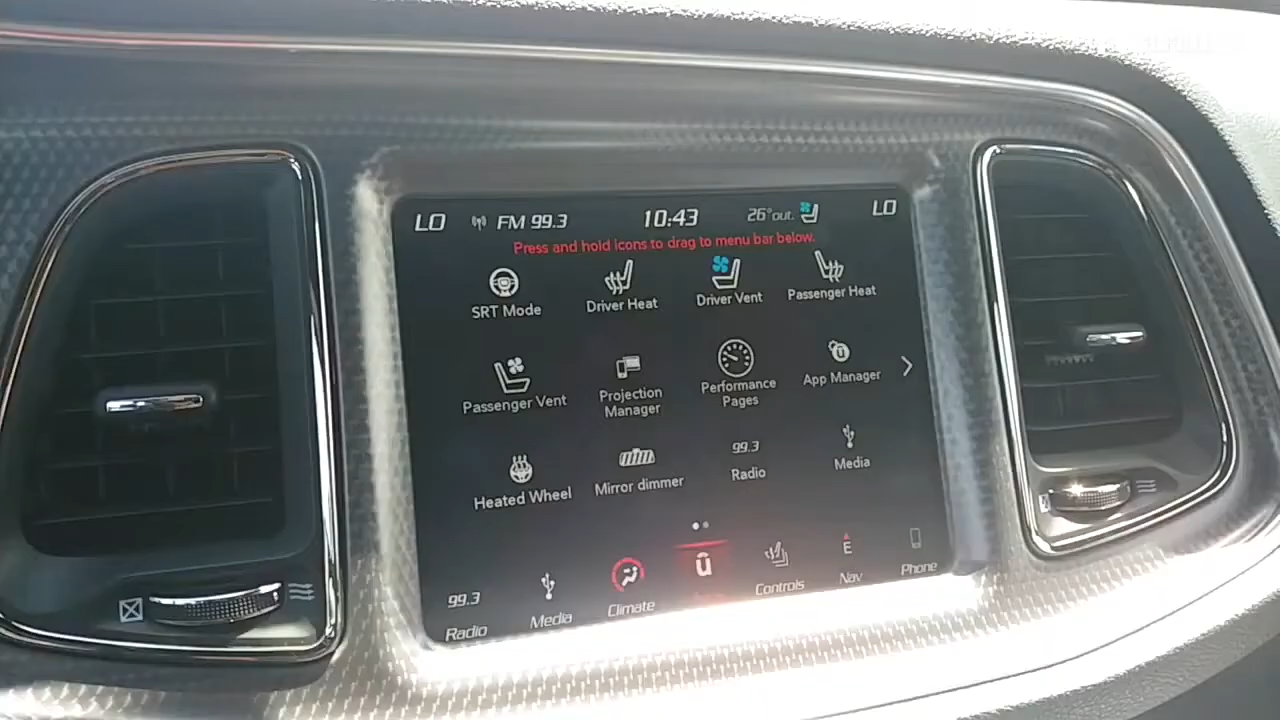 LO FM 99.3 10:43 26°out. LO
Press and hold icons to drag to menu bar below.
SRT Mode
Driver Heat
Driver Vent
Passenger Heat
Passenger Vent
Projection
Manager
Performance
Pages
App Manager
Heated Wheel
Mirror dimmer
99.3
Radio
Media
99.3
Radio
Media
Climate
Controls
E
Nav
Phone